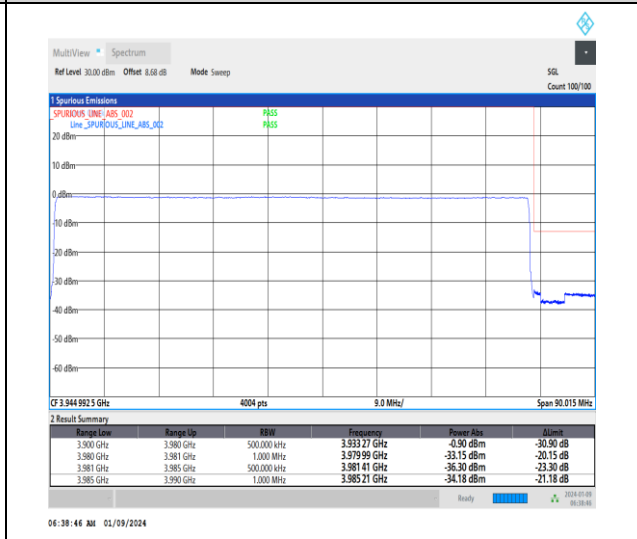 MultiView Spectrum
Ref Level 30.00 dBm Offset 8.68 dB Mode Sweep SGL
Count 100/100
1 Spurious Emissions
SPURIOUS_LINE_ABS_002 PASS
Line _SPURIOUS_LINE_ABS_002 PASS
20 dBm
10 dBm
0 dBm
-10 dBm
-20 dBm
-30 dBm
-40 dBm
-50 dBm
-60 dBm
CF 3.944 992 5 GHz 4004 pts 9.0 MHz/ Span 90.015 MHz
2 Result Summary
Range Low Range Up RBW Frequency Power Abs ΔLimit
3.900 GHz 3.980 GHz 500.000 kHz 3.933 27 GHz -0.90 dBm -30.90 dB
3.980 GHz 3.981 GHz 1.000 MHz 3.979 99 GHz -33.15 dBm -20.15 dB
3.981 GHz 3.985 GHz 500.000 kHz 3.981 41 GHz -36.30 dBm -23.30 dB
3.985 GHz 3.990 GHz 1.000 MHz 3.985 21 GHz -34.18 dBm -21.18 dB
Ready 2024-01-09
06:38:46
06:38:46 AM 01/09/2024